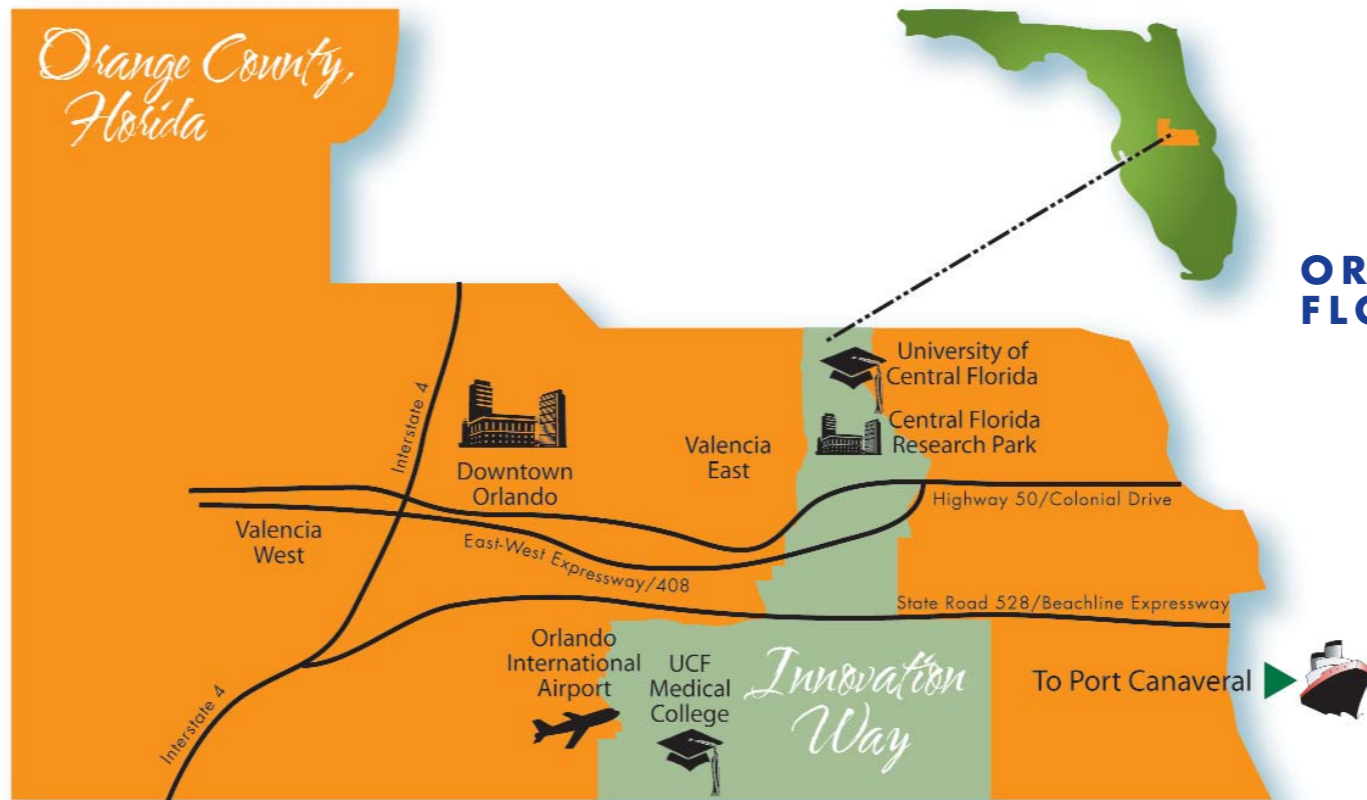 Orange County,
Florida
OR
FLO
University of
Central Florida
Central Florida
Research Park
Interstate 4
Downtown
Orlando
Valencia
East
Highway 50/Colonial Drive
Valencia
West
East-West Expressway/408
State Road 528/Beachline Expressway
Orlando
International
Airport
UCF
Medical
College
Innovation
Way
To Port Canaveral
Interstate 4